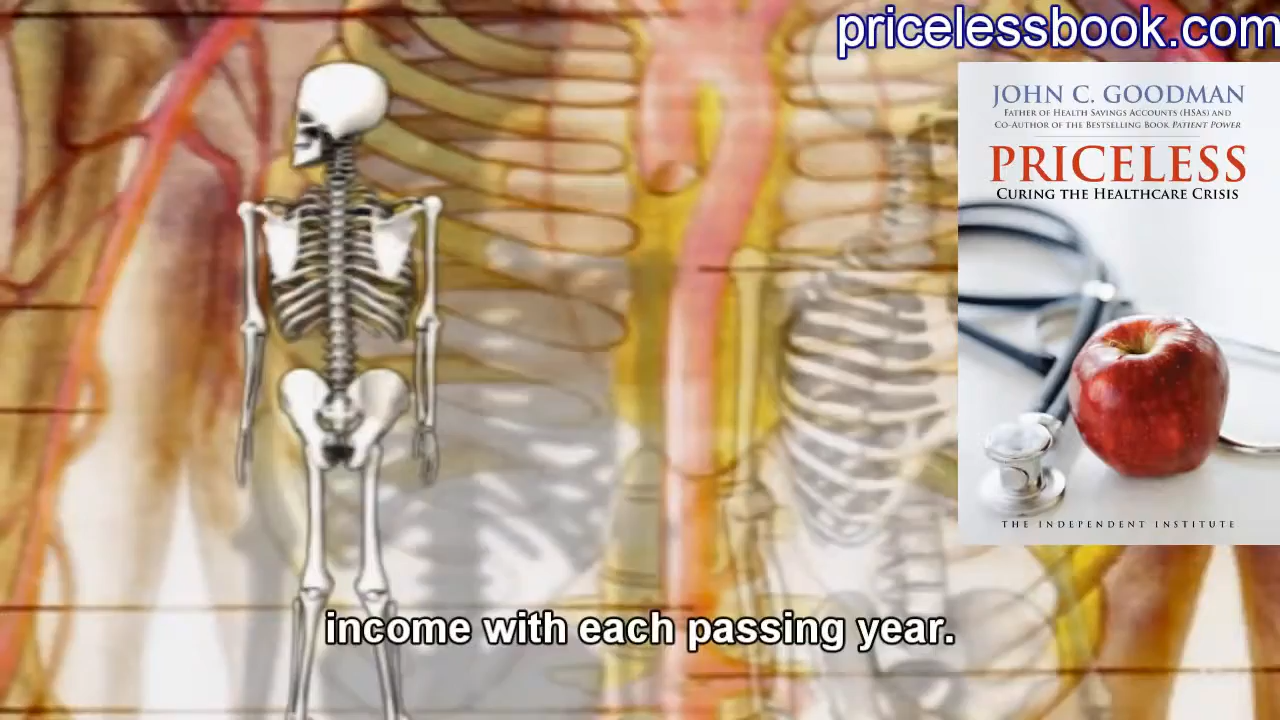 pricelessbook.com
JOHN C. GOODMAN
FATHER OF HEALTH SAVINGS ACCOUNTS (HSAS) AND
CO-AUTHOR OF THE BESTSELLING BOOK PATIENT POWER
PRICELESS
CURING THE HEALTHCARE CRISIS
THE INDEPENDENT INSTITUTE
income with each passing year.